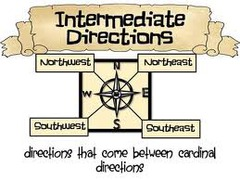 Intermediate
Directions
Northwest Northeast
N
W E
S
Southwest Southeast
directions that come between cardinal
directions